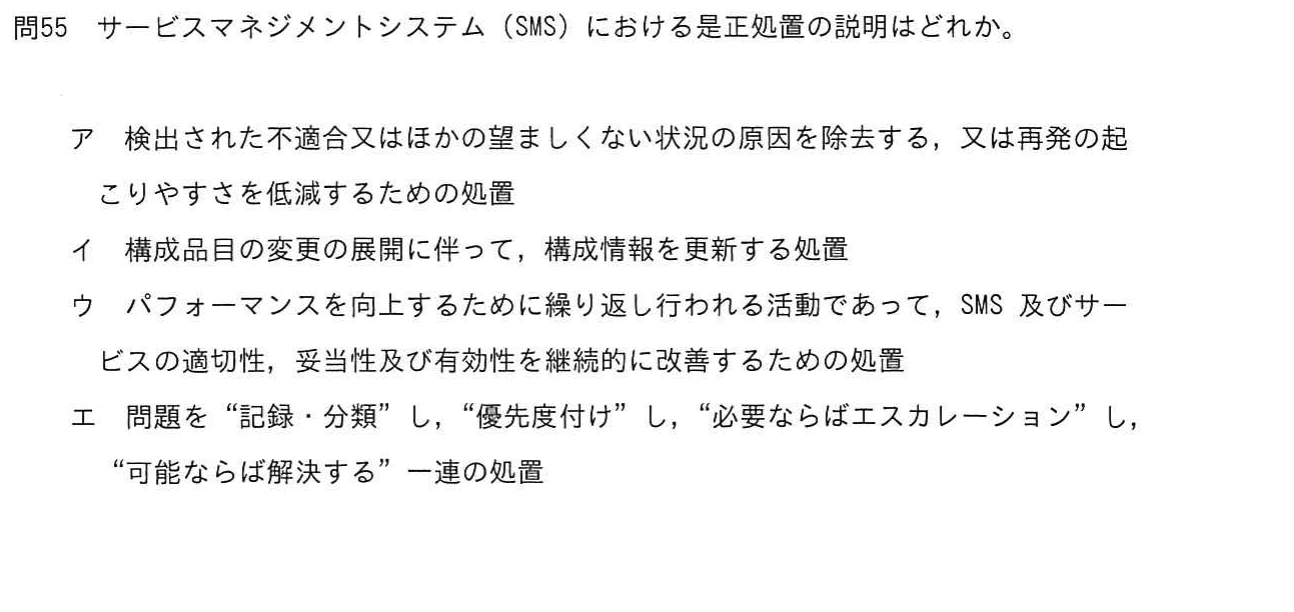 問55　サービスマネジメントシステム（SMS）における是正処置の説明はどれか。
ア　検出された不適合又はほかの望ましくない状況の原因を除去する，又は再発の起
こりやすさを低減するための処置
イ　構成品目の変更の展開に伴って，構成情報を更新する処置
ウ　パフォーマンスを向上するために繰り返し行われる活動であって，SMS 及びサー
ビスの適切性，妥当性及び有効性を継続的に改善するための処置
エ　問題を“記録・分類”し，“優先度付け”し，“必要ならばエスカレーション”し，
“可能ならば解決する”一連の処置